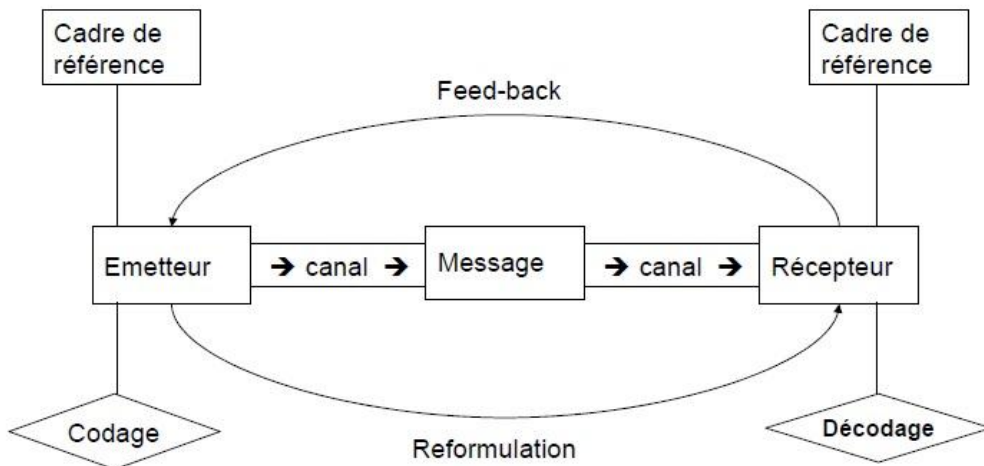 Cadre de
référence
Cadre de
référence
Feed-back
Emetteur
➔ canal ➔
Message
➔ canal ➔
Récepteur
Codage
Décodage
Reformulation